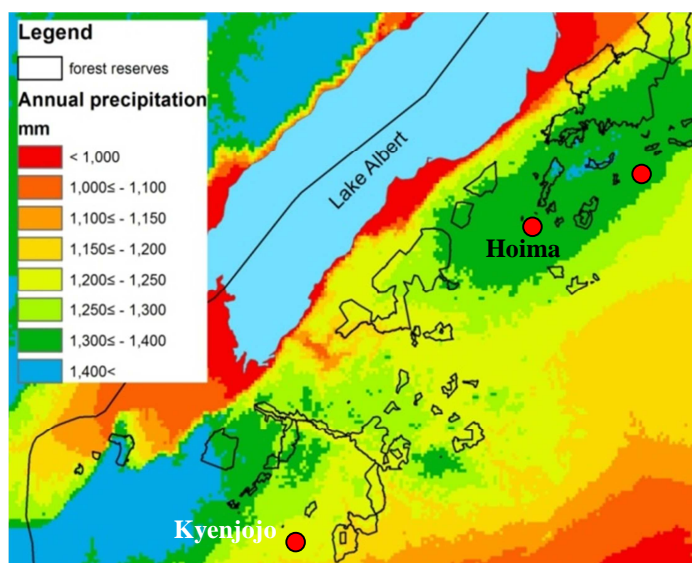 Legend
forest reserves
Annual precipitation
mm
< 1,000
1,000≤ - 1,100
1,100≤ - 1,150
1,150≤ - 1,200
1,200≤ - 1,250
1,250≤ - 1,300
1,300≤ - 1,400
1,400<
Lake Albert
Hoima
Kyenjojo